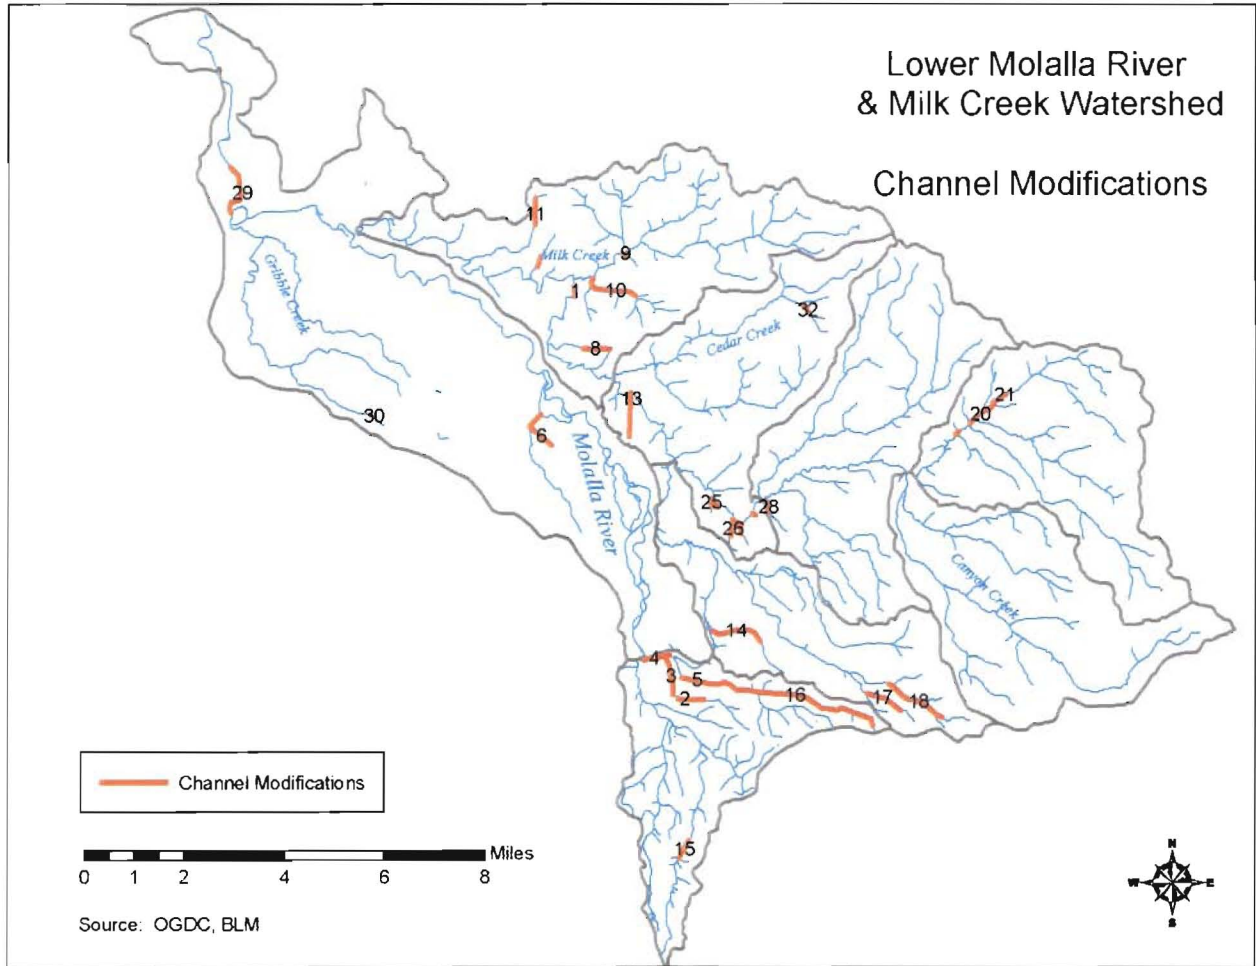 Lower Molalla River
& Milk Creek Watershed
Channel Modifications
29
11
Milk Creek
9
1
10
Gribble Creek
32
Cedar Creek
8
21
13
20
30
6
Molalla River
25
28
26
Canyon Creek
14
4
3
5
2
16
17
18
Channel Modifications
15
Miles
0 1 2 4 6 8
N
W E
S
Source: OGDC, BLM